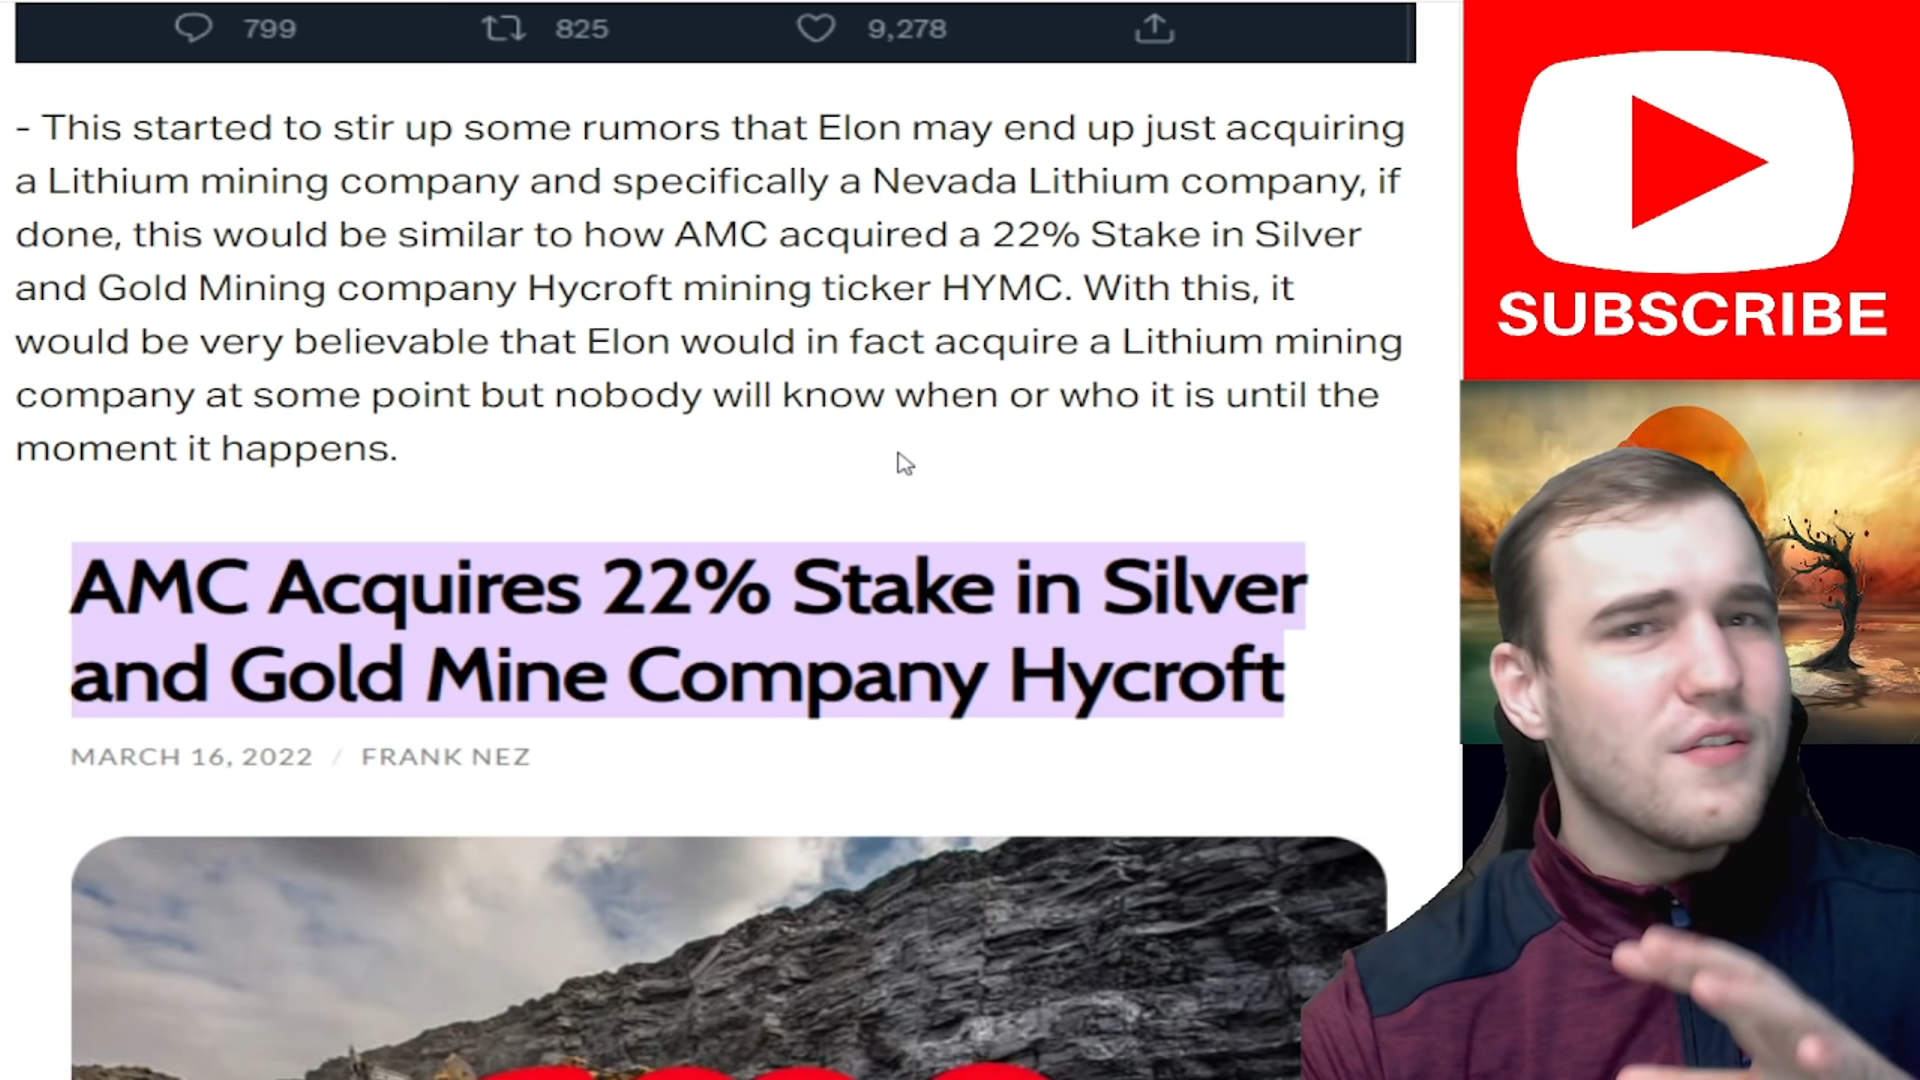 799 825 9,278
- This started to stir up some rumors that Elon may end up just acquiring
a Lithium mining company and specifically a Nevada Lithium company, if
done, this would be similar to how AMC acquired a 22% Stake in Silver
and Gold Mining company Hycroft mining ticker HYMC. With this, it
would be very believable that Elon would in fact acquire a Lithium mining
company at some point but nobody will know when or who it is until the
moment it happens.
AMC Acquires 22% Stake in Silver
and Gold Mine Company Hycroft
MARCH 16, 2022 / FRANK NEZ
SUBSCRIBE